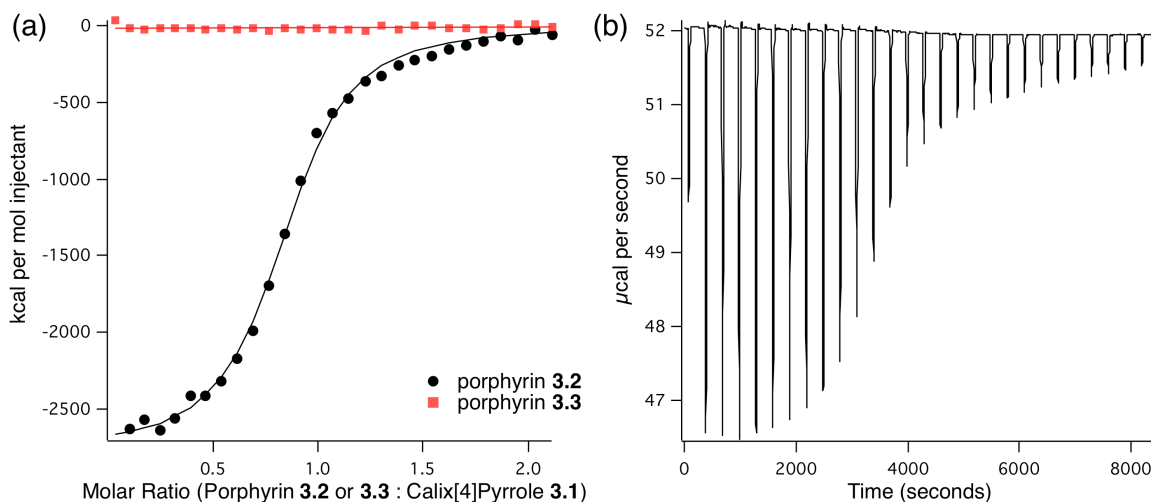 (a)
0
-500
-1000
-1500
-2000
-2500
kcal per mol injectant
porphyrin 3.2
porphyrin 3.3
0.5
1.0
1.5
2.0
Molar Ratio (Porphyrin 3.2 or 3.3 : Calix[4]Pyrrole 3.1)
(b)
52
51
50
49
48
47
µcal per second
0
2000
4000
6000
8000
Time (seconds)